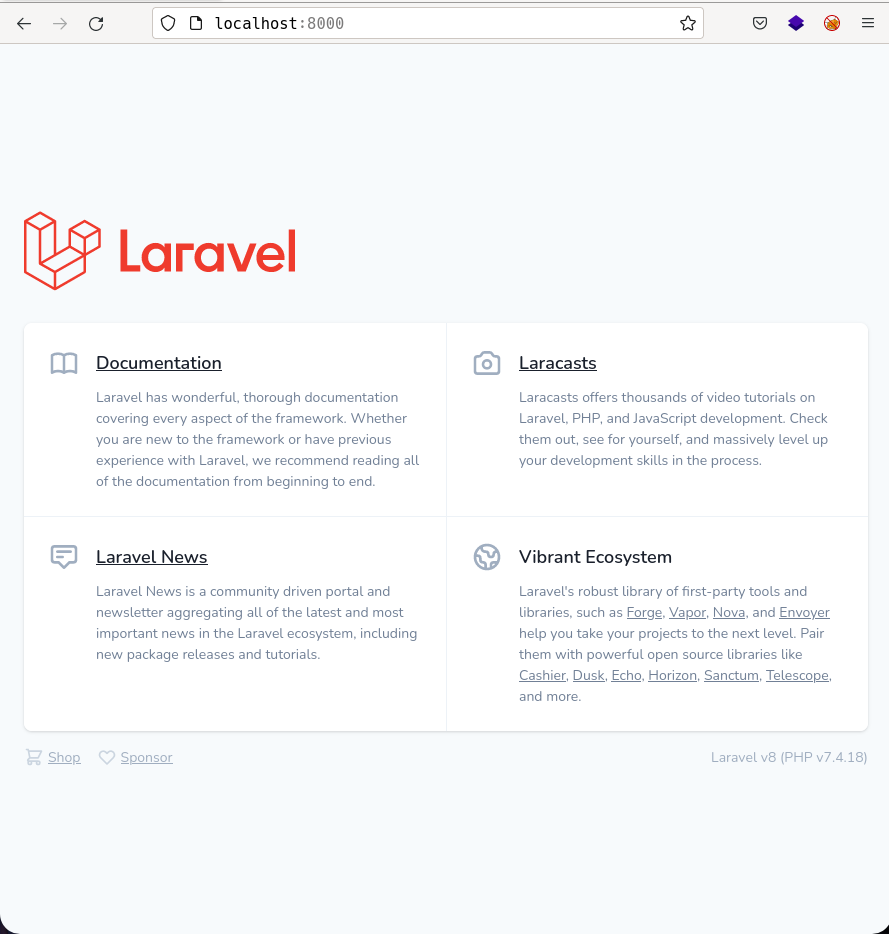 localhost:8000
Laravel
Documentation
Laravel has wonderful, thorough documentation
covering every aspect of the framework. Whether
you are new to the framework or have previous
experience with Laravel, we recommend reading all
of the documentation from beginning to end.
Laracasts
Laracasts offers thousands of video tutorials on
Laravel, PHP, and JavaScript development. Check
them out, see for yourself, and massively level up
your development skills in the process.
Laravel News
Laravel News is a community driven portal and
newsletter aggregating all of the latest and most
important news in the Laravel ecosystem, including
new package releases and tutorials.
Vibrant Ecosystem
Laravel's robust library of first-party tools and
libraries, such as Forge, Vapor, Nova, and Envoyer
help you take your projects to the next level. Pair
them with powerful open source libraries like
Cashier, Dusk, Echo, Horizon, Sanctum, Telescope,
and more.
Shop
Sponsor
Laravel v8 (PHP v7.4.18)